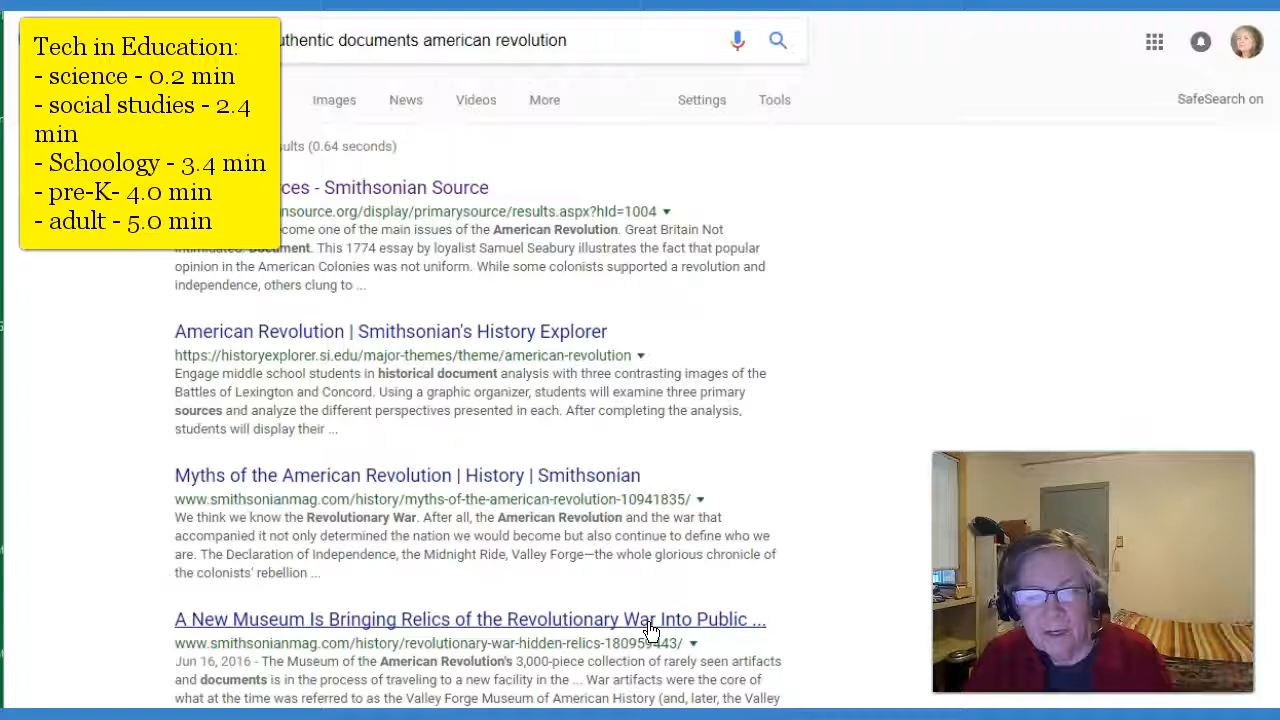 Tech in Education:
- science - 0.2 min
- social studies - 2.4
min
- Schoology - 3.4 min
- pre-K- 4.0 min
- adult - 5.0 min
documents american revolution
Images News Videos More Settings Tools
SafeSearch on
(0.64 seconds)
- Smithsonian Source
/display/primarysource/results.aspx?hId=1004
one of the main issues of the American Revolution. Great Britain Not
Document. This 1774 essay by loyalist Samuel Seabury illustrates the fact that popular
opinion in the American Colonies was not uniform. While some colonists supported a revolution and
independence, others clung to ...
American Revolution | Smithsonian's History Explorer
https://historyexplorer.si.edu/major-themes/theme/american-revolution
Engage middle school students in historical document analysis with three contrasting images of the
Battles of Lexington and Concord. Using a graphic organizer, students will examine three primary
sources and analyze the different perspectives presented in each. After completing the analysis,
students will display their ...
Myths of the American Revolution | History | Smithsonian
www.smithsonianmag.com/history/myths-of-the-american-revolution-10941835/
We think we know the Revolutionary War. After all, the American Revolution and the war that
accompanied it not only determined the nation we would become but also continue to define who we
are. The Declaration of Independence, the Midnight Ride, Valley Forge—the whole glorious chronicle of
the colonists' rebellion ...
A New Museum Is Bringing Relics of the Revolutionary War Into Public ...
www.smithsonianmag.com/history/revolutionary-war-hidden-relics-180959443/
Jun 16, 2016 - The Museum of the American Revolution's 3,000-piece collection of rarely seen artifacts
and documents is in the process of traveling to a new facility in the ... War artifacts were the core of
what at the time was referred to as the Valley Forge Museum of American History (and, later, the Valley